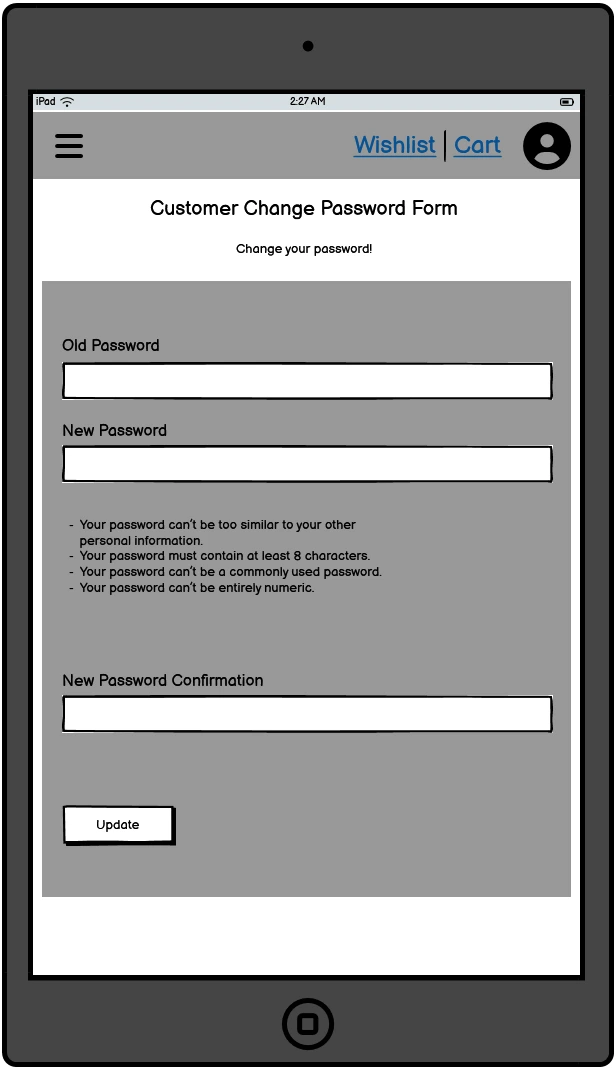 iPad 2:27 AM
Wishlist | Cart
Customer Change Password Form
Change your password!
Old Password
New Password
- Your password can't be too similar to your other
personal information.
- Your password must contain at least 8 characters.
- Your password can't be a commonly used password.
- Your password can't be entirely numeric.
New Password Confirmation
Update